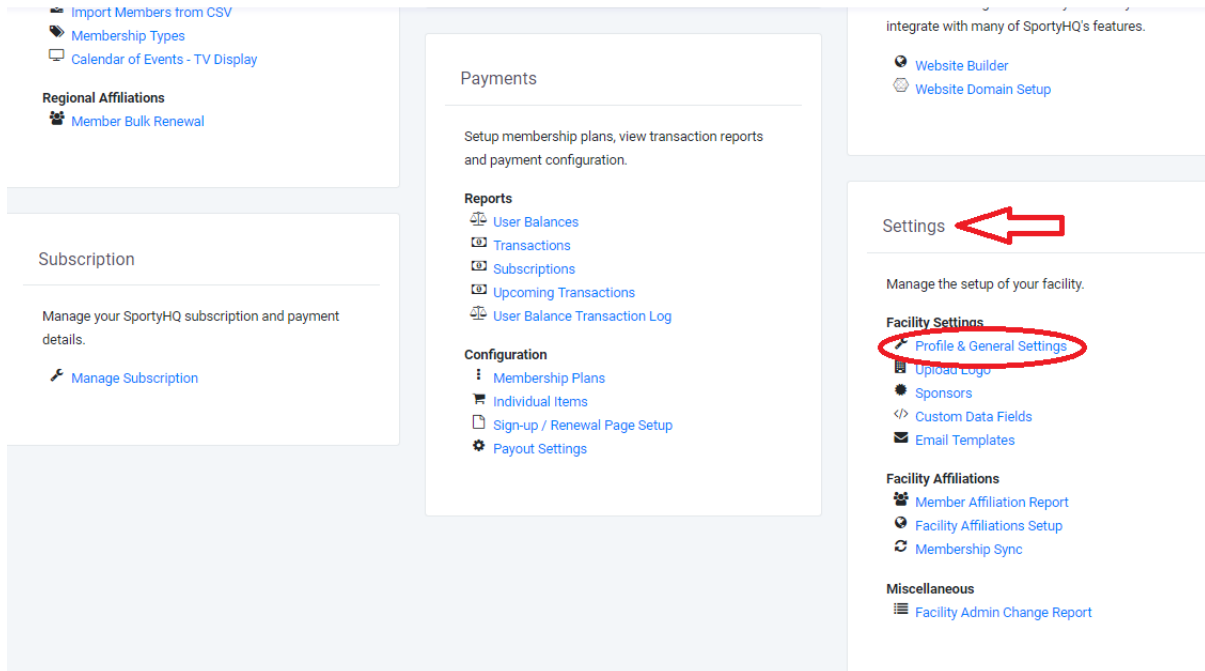 Import Members from CSV
Membership Types
Calendar of Events - TV Display
Regional Affiliations
Member Bulk Renewal
Subscription
Manage your SportyHQ subscription and payment
details.
Manage Subscription
Payments
Setup membership plans, view transaction reports
and payment configuration.
Reports
User Balances
Transactions
Subscriptions
Upcoming Transactions
User Balance Transaction Log
Configuration
Membership Plans
Individual Items
Sign-up / Renewal Page Setup
Payout Settings
integrate with many of SportyHQ's features.
Website Builder
Website Domain Setup
Settings
Manage the setup of your facility.
Facility Settings
Profile & General Settings
Upload Logo
Sponsors
Custom Data Fields
Email Templates
Facility Affiliations
Member Affiliation Report
Facility Affiliations Setup
Membership Sync
Miscellaneous
Facility Admin Change Report